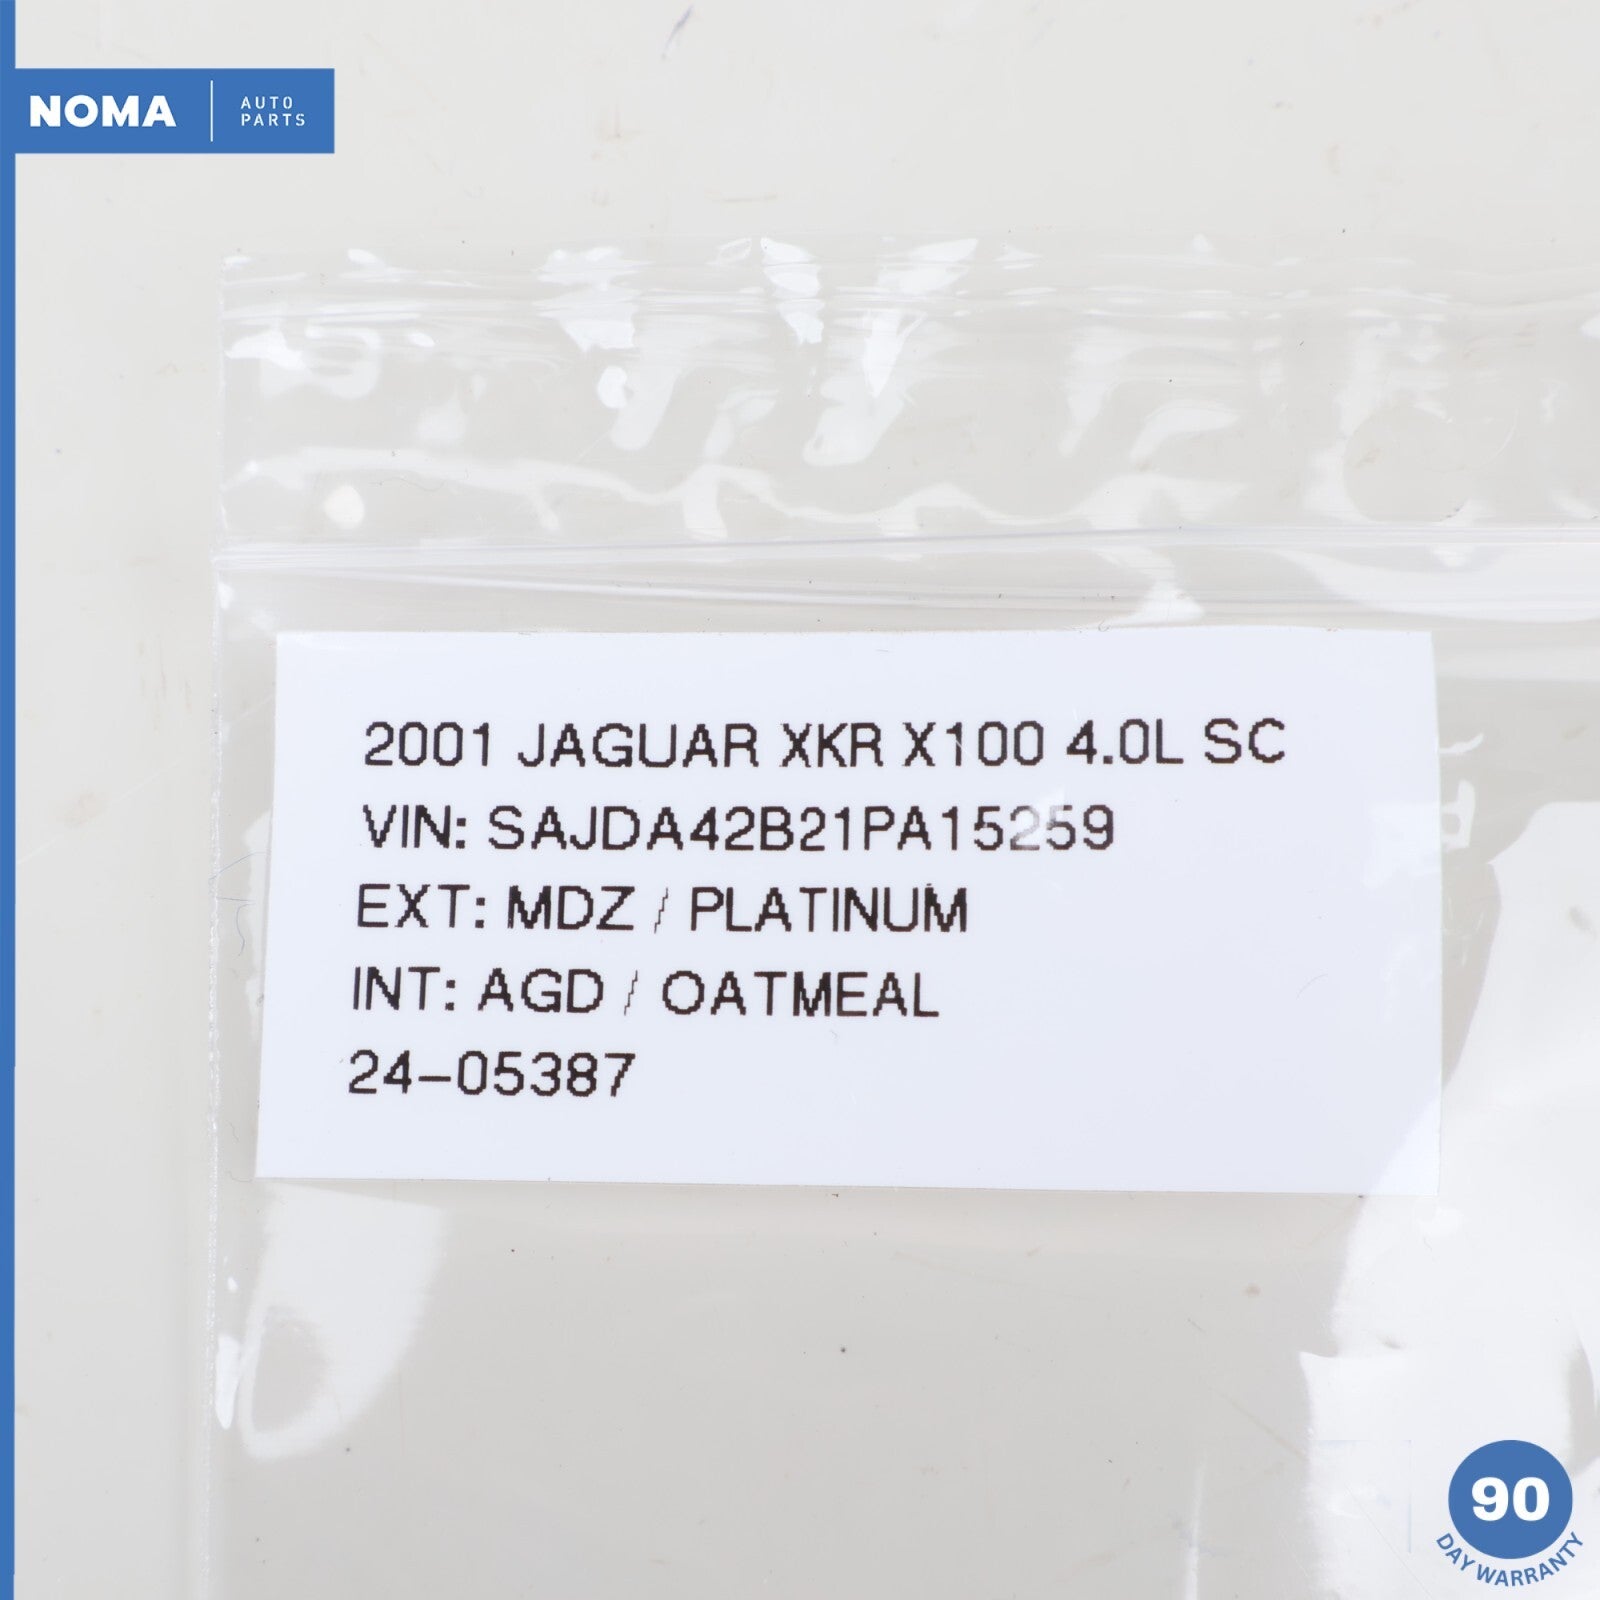 NOMA
AUTO
PARTS
2001 JAGUAR XKR X100 4.0L SC
VIN: SAJDA42B21PA15259
EXT: MDZ / PLATINUM
INT: AGD / OATMEAL
24-05387
90
DAY WARRANTY